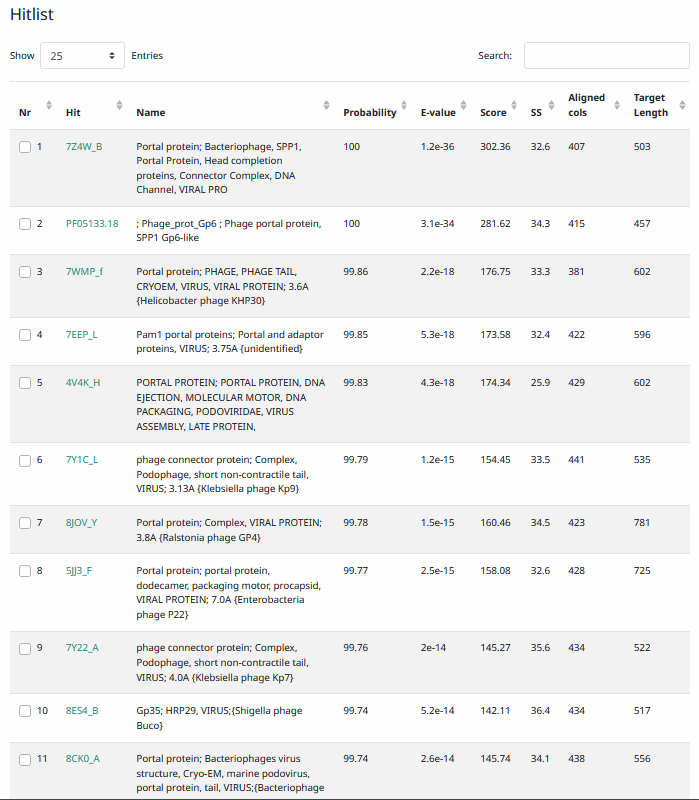 Hitlist
Show 25 Entries Search:
Nr Hit Name Probability E-value Score SS Aligned cols Target Length
1 7Z4W_B Portal protein; Bacteriophage, SPP1, 100 1.2e-36 302.36 32.6 407 503
Portal Protein, Head completion
proteins, Connector Complex, DNA
Channel, VIRAL PRO
2 PF05133.18 ; Phage_prot_Gp6 ; Phage portal protein, 100 3.1e-34 281.62 34.3 415 457
SPP1 Gp6-like
3 7WMP_f Portal protein; PHAGE, PHAGE TAIL, 99.86 2.2e-18 176.75 33.3 381 602
CRYOEM, VIRUS, VIRAL PROTEIN; 3.6A
{Helicobacter phage KHP30}
4 7EEP_L Pam1 portal proteins; Portal and adaptor 99.85 5.3e-18 173.58 32.4 422 596
proteins, VIRUS; 3.75A {unidentified}
5 4V4K_H PORTAL PROTEIN; PORTAL PROTEIN, DNA 99.83 4.3e-18 174.34 25.9 429 602
EJECTION, MOLECULAR MOTOR, DNA
PACKAGING, PODOVIRIDAE, VIRUS
ASSEMBLY, LATE PROTEIN,
6 7Y1C_L phage connector protein; Complex, 99.79 1.2e-15 154.45 33.5 441 535
Podophage, short non-contractile tail,
VIRUS; 3.13A {Klebsiella phage Kp9}
7 8JOV_Y Portal protein; Complex, VIRAL PROTEIN; 99.78 1.5e-15 160.46 34.5 423 781
3.8A {Ralstonia phage GP4}
8 5JJ3_F Portal protein; portal protein, 99.77 2.5e-15 158.08 32.6 428 725
dodecamer, packaging motor, procapsid,
VIRAL PROTEIN; 7.0A {Enterobacteria
phage P22}
9 7Y22_A phage connector protein; Complex, 99.76 2e-14 145.27 35.6 434 522
Podophage, short non-contractile tail,
VIRUS; 4.0A {Klebsiella phage Kp7}
10 8ES4_B Gp35; HRP29, VIRUS;{Shigella phage 99.74 5.2e-14 142.11 36.4 434 517
Buco}
11 8CK0_A Portal protein; Bacteriophages virus 99.74 2.6e-14 145.74 34.1 438 556
structure, Cryo-EM, marine podovirus,
portal protein, tail, VIRUS;{Bacteriophage